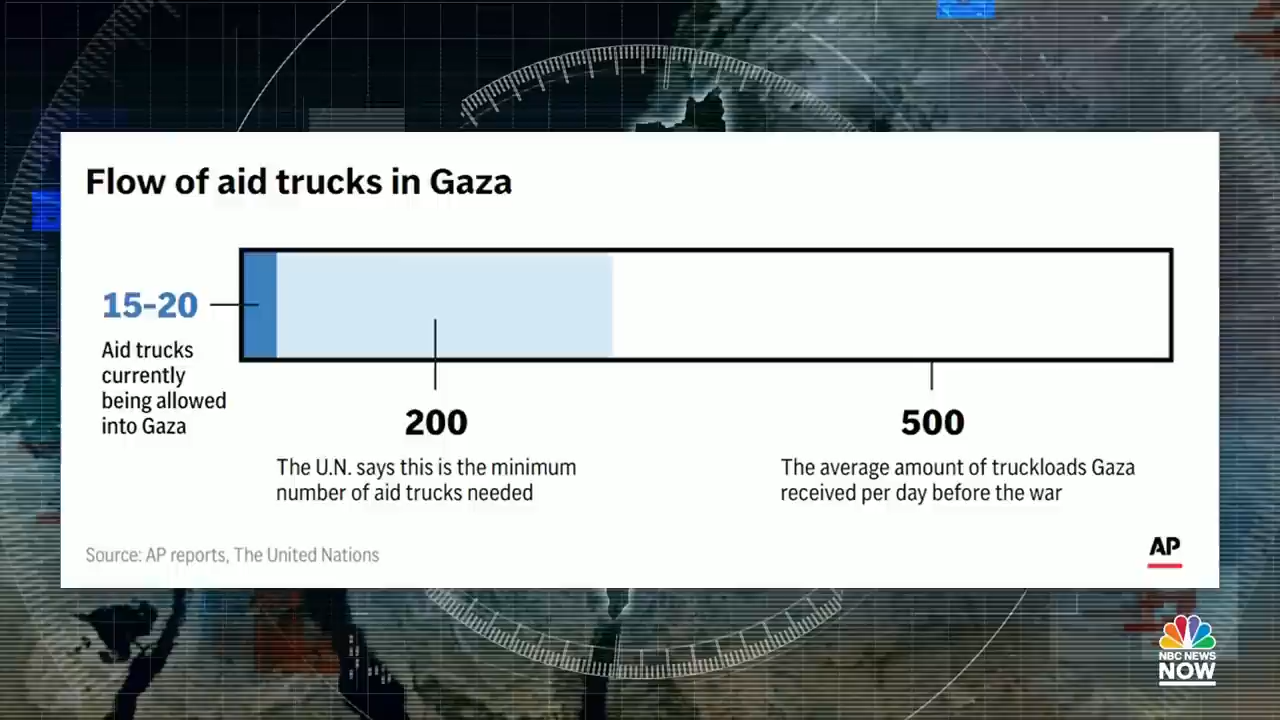 Flow of aid trucks in Gaza
15-20
Aid trucks
currently
being allowed
into Gaza
200
The U.N. says this is the minimum
number of aid trucks needed
500
The average amount of truckloads Gaza
received per day before the war
Source: AP reports, The United Nations
AP
NBC NEWS
NOW